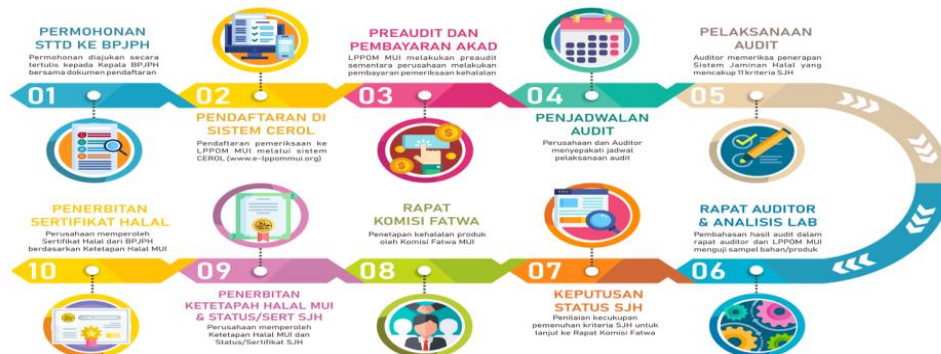 PERMOHONAN
STTD KE BPJPH
Permohonan diajukan secara
tertulis kepada Kepala BPJPH
bersama dokumen pendaftaran
01
02
PENDAFTARAN DI
SISTEM CEROL
Pendaftaran pemeriksaan ke
LPPOM MUI melalui sistem
CEROL (www.e-lppommui.org)
PREAUDIT DAN
PEMBAYARAN AKAD
LPPOM MUI melakukan preaudit
sementara perusahaan melakukan
pembayaran pemeriksaan kehalalan
03
04
PENJADWALAN
AUDIT
Perusahaan dan Auditor
menyepakati jadwal
pelaksanaan audit
PELAKSANAAN
AUDIT
Auditor memeriksa penerapan
Sistem Jaminan Halal yang
mencakup 11 kriteria SJH
05
RAPAT AUDITOR
& ANALISIS LAB
Pembahasan hasil audit dalam
rapat auditor dan LPPOM MUI
menguji sampel bahan/produk
06
07
KEPUTUSAN
STATUS SJH
Penilaian kecukupan
pemenuhan kriteria SJH untuk
lanjut ke Rapat Komisi Fatwa
RAPAT
KOMISI FATWA
Penetapan kehalalan produk
oleh Komisi Fatwa MUI
08
09
PENERBITAN
KETETAPAH HALAL MUI
& STATUS/SERT SJH
Perusahaan memperoleh
Ketetapan Halal MUI dan
Status/Sertifikat SJH
PENERBITAN
SERTIFIKAT HALAL
Perusahaan memperoleh
Sertifikat Halal dari BPJPH
berdasarkan Ketetapan Halal MUI
10